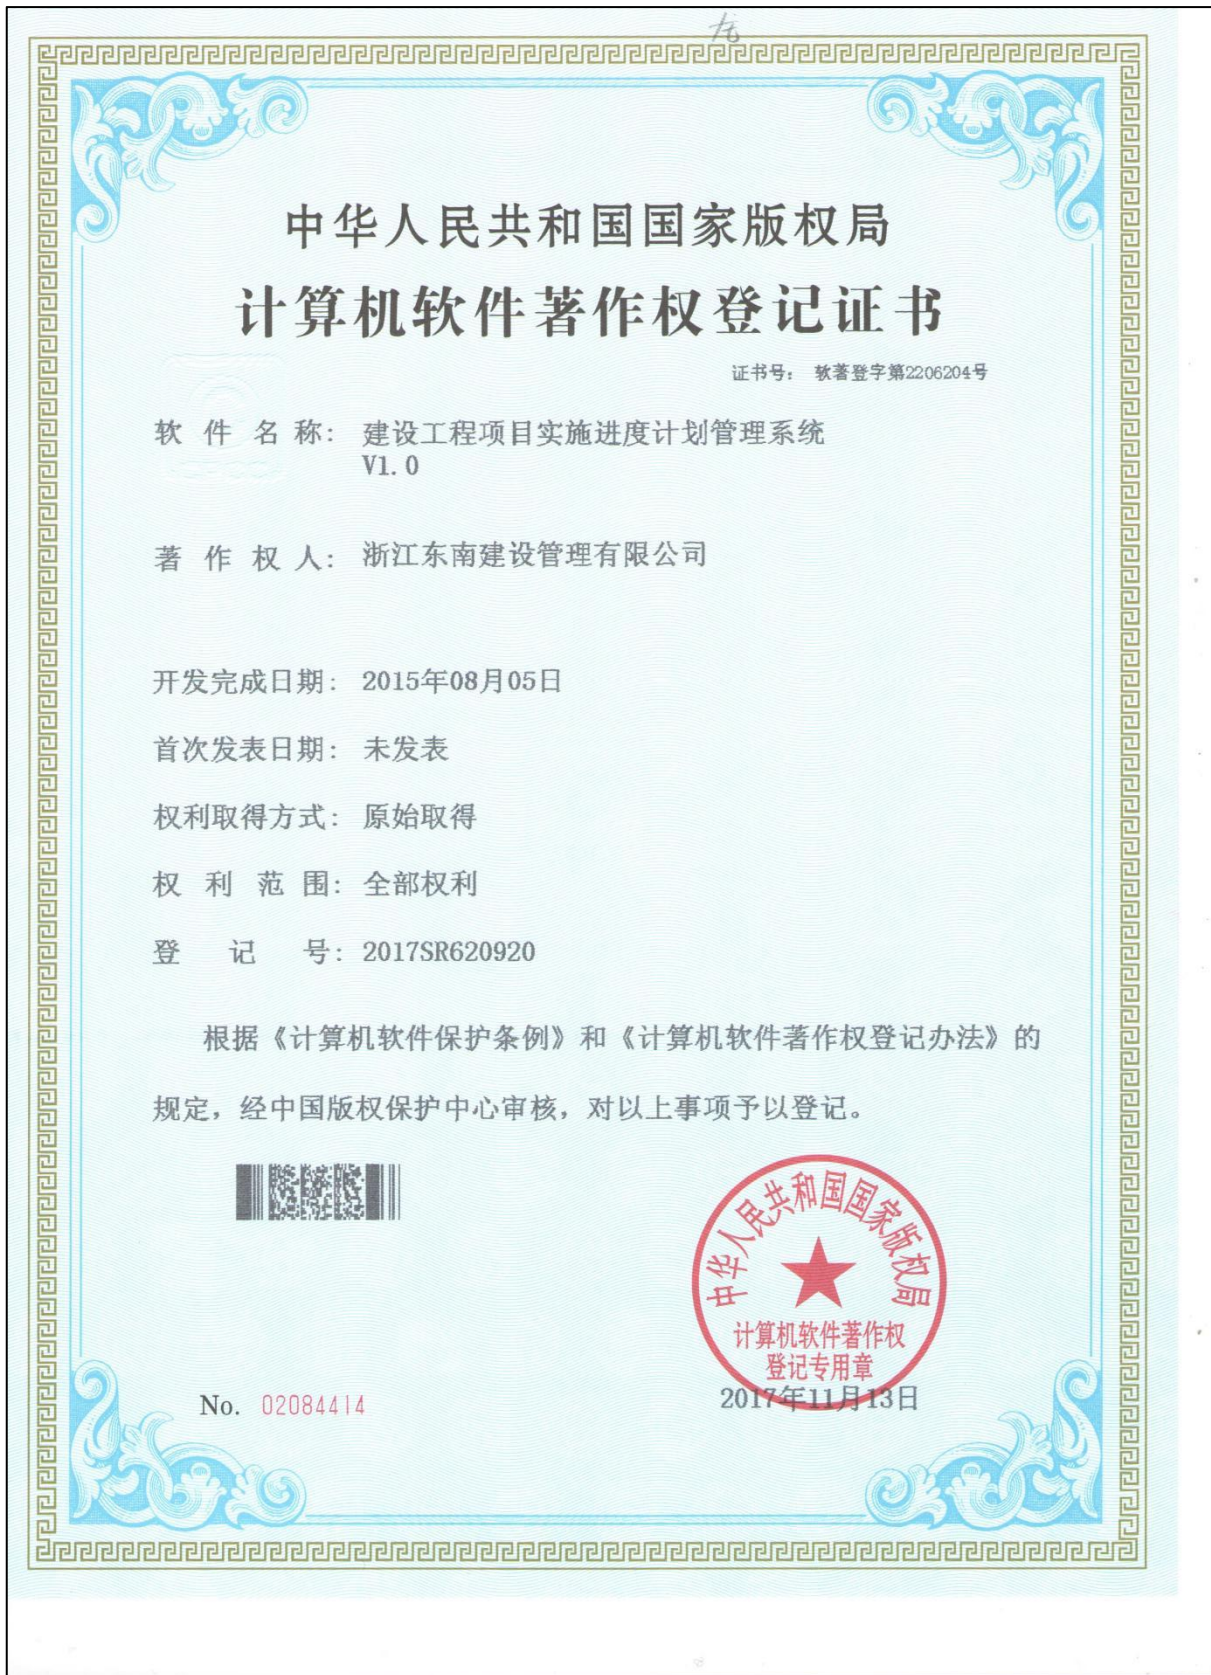 中华人民共和国国家版权局
计算机软件著作权登记证书
证书号： 软著登字第2206204号
软件名称： 建设工程项目实施进度计划管理系统
V1.0
著作权人： 浙江东南建设管理有限公司
开发完成日期： 2015年08月05日
首次发表日期： 未发表
权利取得方式： 原始取得
权利范围： 全部权利
登记号： 2017SR620920
根据《计算机软件保护条例》和《计算机软件著作权登记办法》的
规定，经中国版权保护中心审核，对以上事项予以登记。
中华人民共和国国家版权局
计算机软件著作权
登记专用章
No. 02084414
2017年11月13日